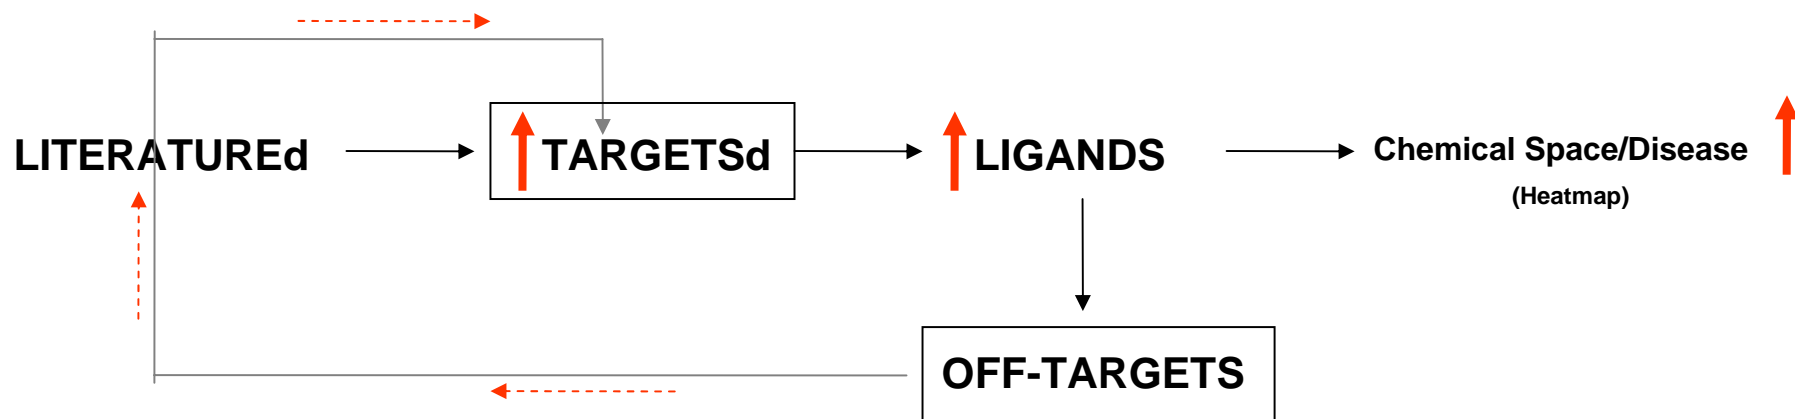 LITERATUREd
TARGETSd
LIGANDS
Chemical Space/Disease
(Heatmap)
OFF-TARGETS